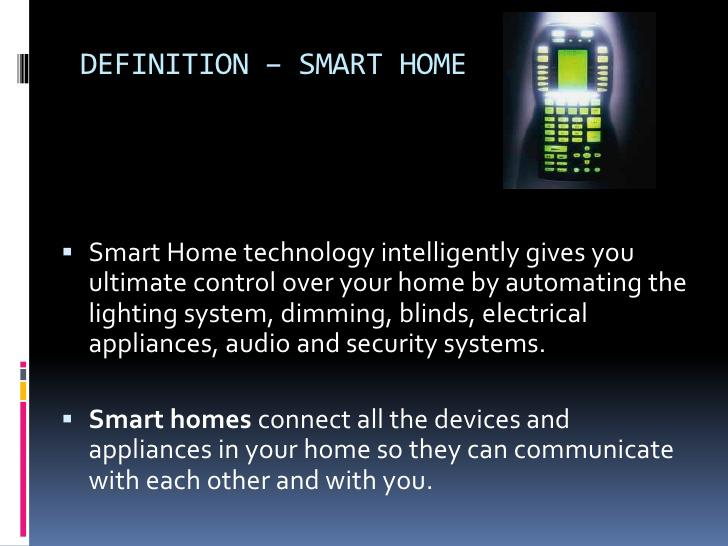 DEFINITION – SMART HOME
▪ Smart Home technology intelligently gives you
ultimate control over your home by automating the
lighting system, dimming, blinds, electrical
appliances, audio and security systems.
▪ Smart homes connect all the devices and
appliances in your home so they can communicate
with each other and with you.